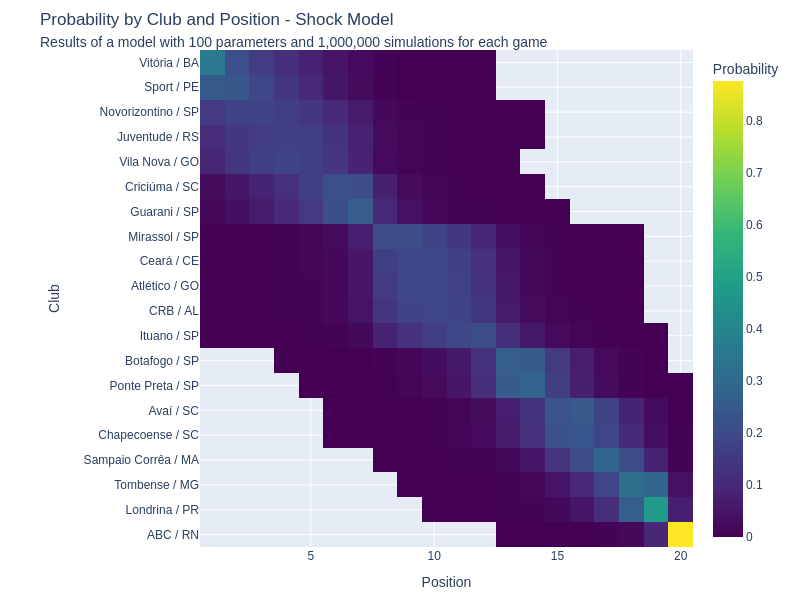 Probability by Club and Position - Shock Model
Results of a model with 100 parameters and 1,000,000 simulations for each game
Probability
Vitória / BA
Sport / PE
Novorizontino / SP
Juventude / RS
Vila Nova / GO
Criciúma / SC
Guarani / SP
Mirassol / SP
Ceará / CE
Atlético / GO
CRB / AL
Ituano / SP
Botafogo / SP
Ponte Preta / SP
Avaí / SC
Chapecoense / SC
Sampaio Corrêa / MA
Tombense / MG
Londrina / PR
ABC / RN
Club
5
10
15
20
Position
0.8
0.7
0.6
0.5
0.4
0.3
0.2
0.1
0